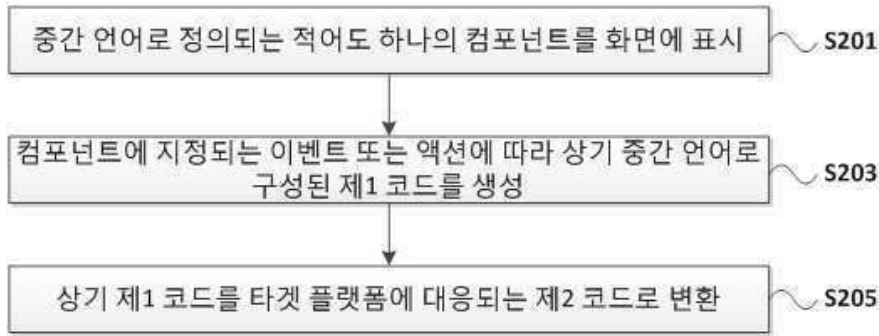 중간 언어로 정의되는 적어도 하나의 컴포넌트를 화면에 표시
S201
컴포넌트에 지정되는 이벤트 또는 액션에 따라 상기 중간 언어로
구성된 제1 코드를 생성
S203
상기 제1 코드를 타겟 플랫폼에 대응되는 제2 코드로 변환
S205